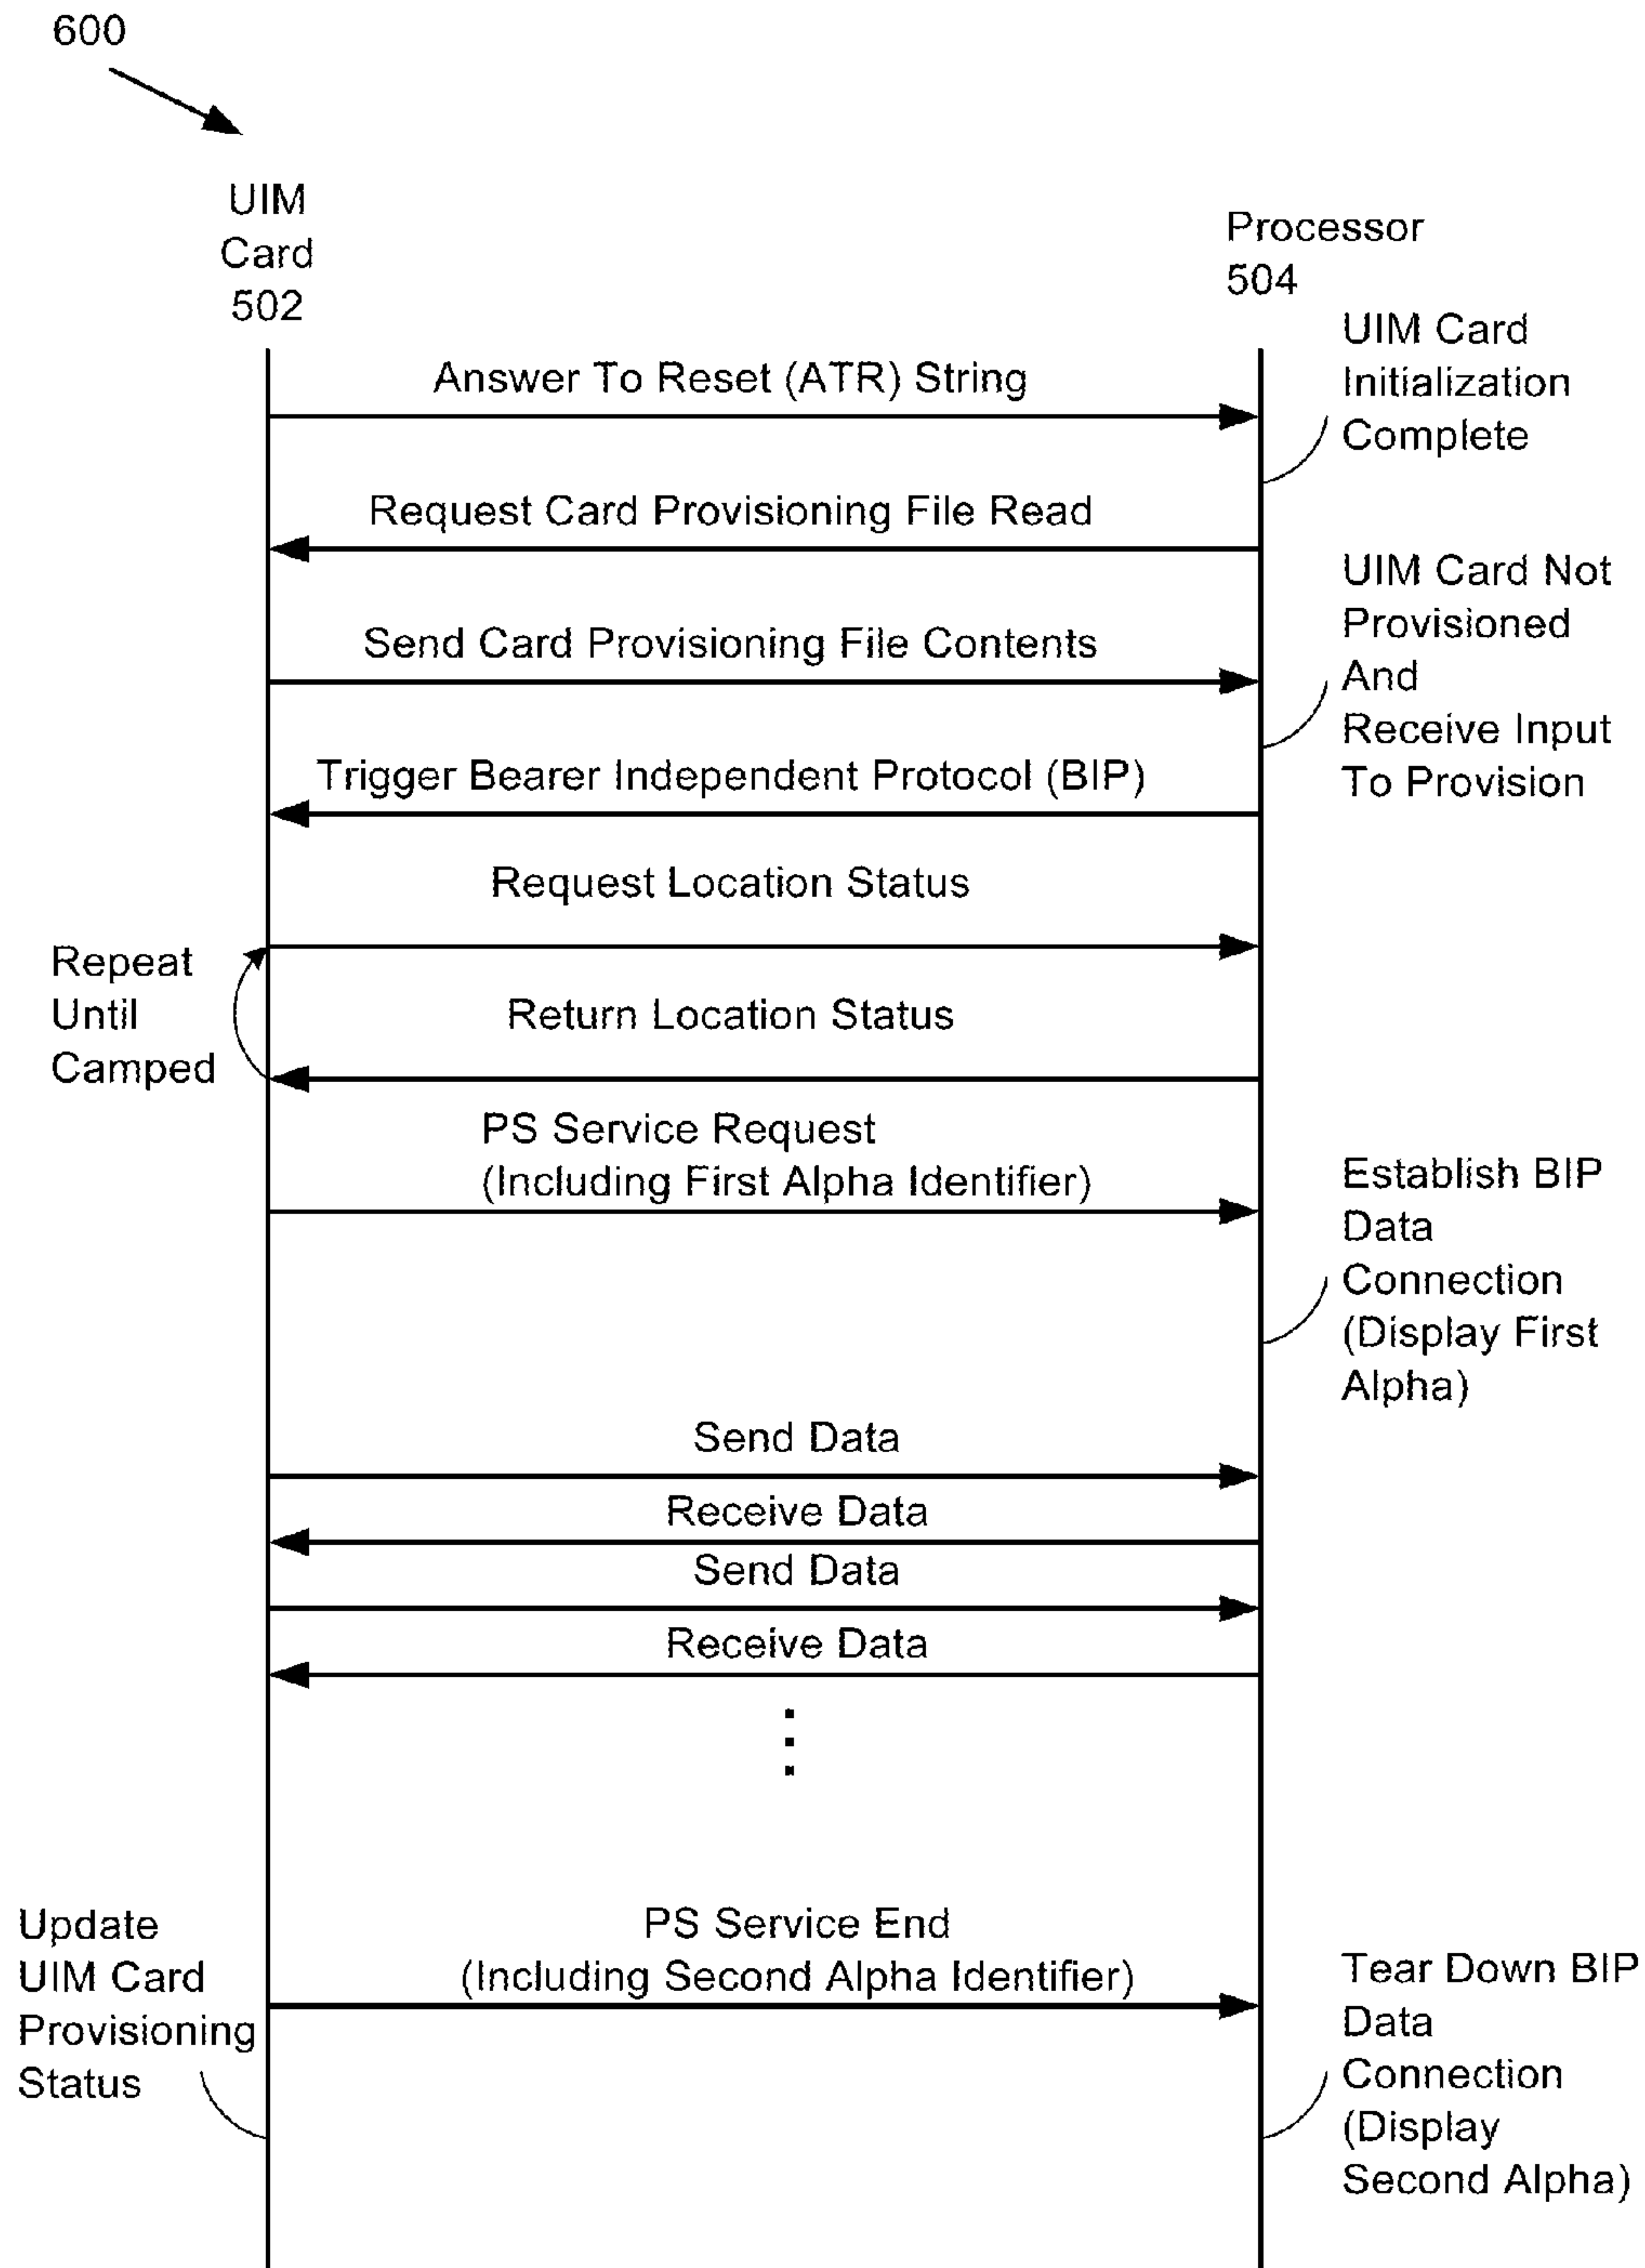 600
UIM
Card
502
Processor
504
UIM Card
Initialization
Complete
Answer To Reset (ATR) String
Request Card Provisioning File Read
UIM Card Not
Provisioned
And
Receive Input
To Provision
Send Card Provisioning File Contents
Trigger Bearer Independent Protocol (BIP)
Request Location Status
Repeat
Until
Camped
Return Location Status
PS Service Request
(Including First Alpha Identifier)
Establish BIP
Data
Connection
(Display First
Alpha)
Send Data
Receive Data
Send Data
Receive Data
Update
UIM Card
Provisioning
Status
PS Service End
(Including Second Alpha Identifier)
Tear Down BIP
Data
Connection
(Display
Second Alpha)